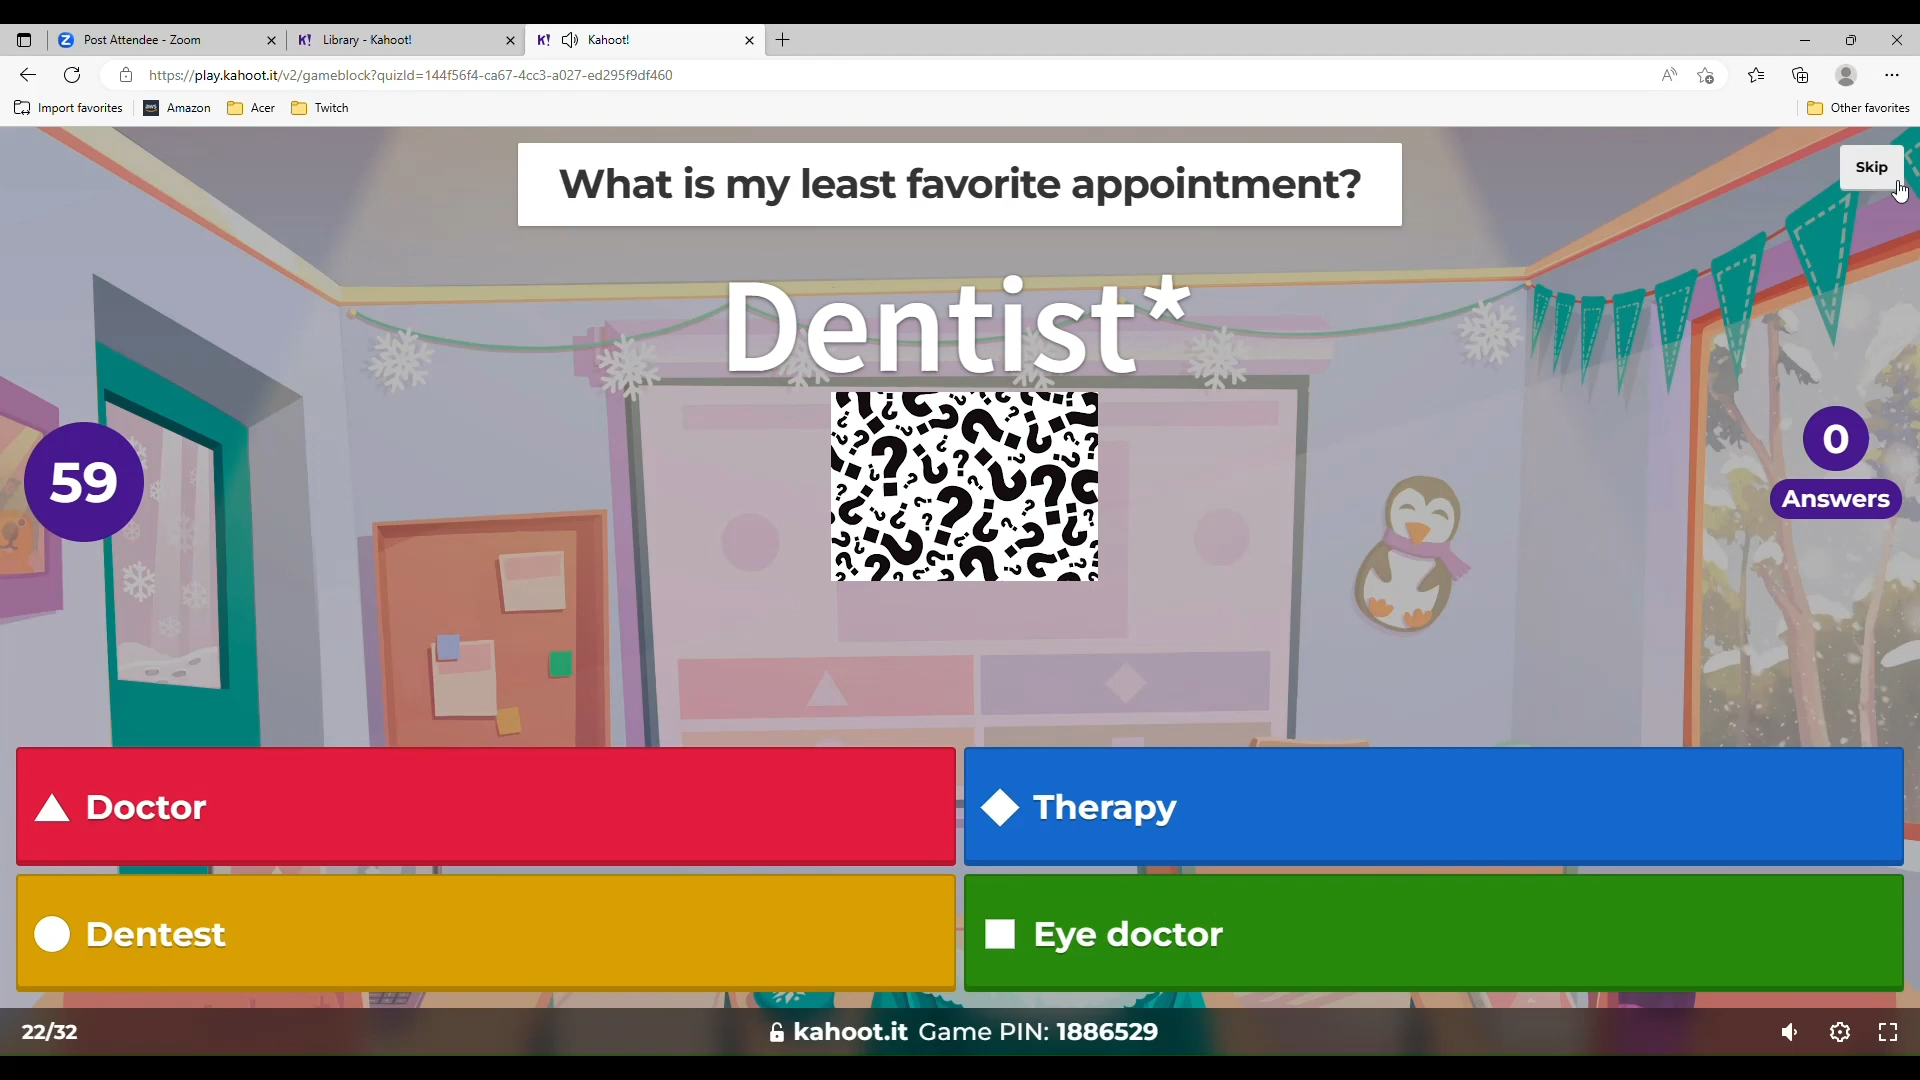 Post Attendee - Zoom
K! Library - Kahoot!
K! Kahoot!
https://play.kahoot.it/v2/gameblock?quizId=144f56f4-ca67-4cc3-a027-ed295f9df460
Import favorites
aws Amazon
Acer
Twitch
Other favorites
What is my least favorite appointment?
Skip
Dentist*
59
0
Answers
Doctor
Therapy
Dentest
Eye doctor
22/32
kahoot.it Game PIN: 1886529